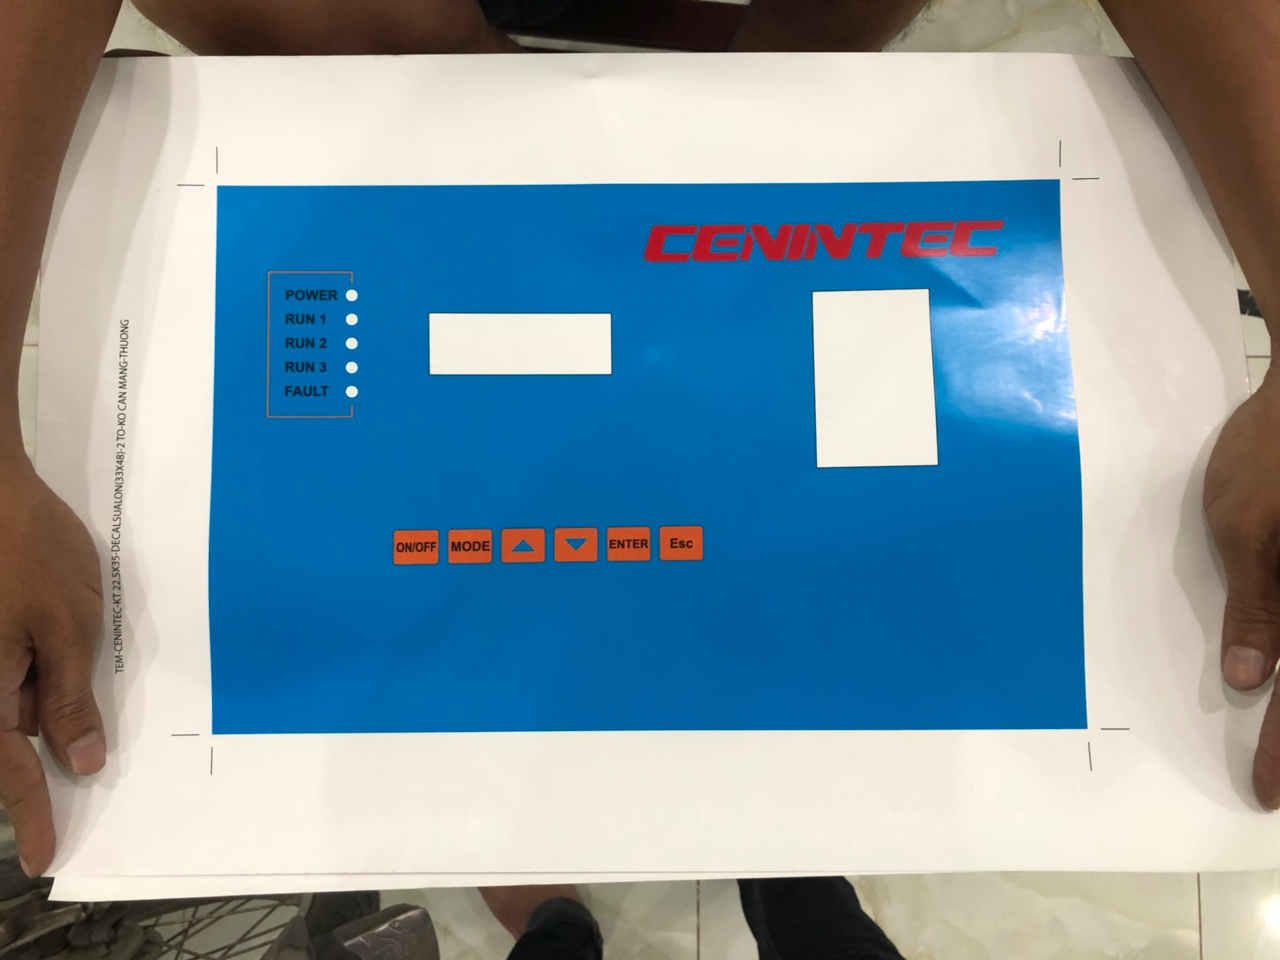 CENINTEC
POWER
RUN 1
RUN 2
RUN 3
FAULT
ON/OFF MODE ENTER Esc
TEM-CENINTEC-KT 22.5X35-DECALSUALON(33X48)-2 TO-KO CAN MANG-THUONG